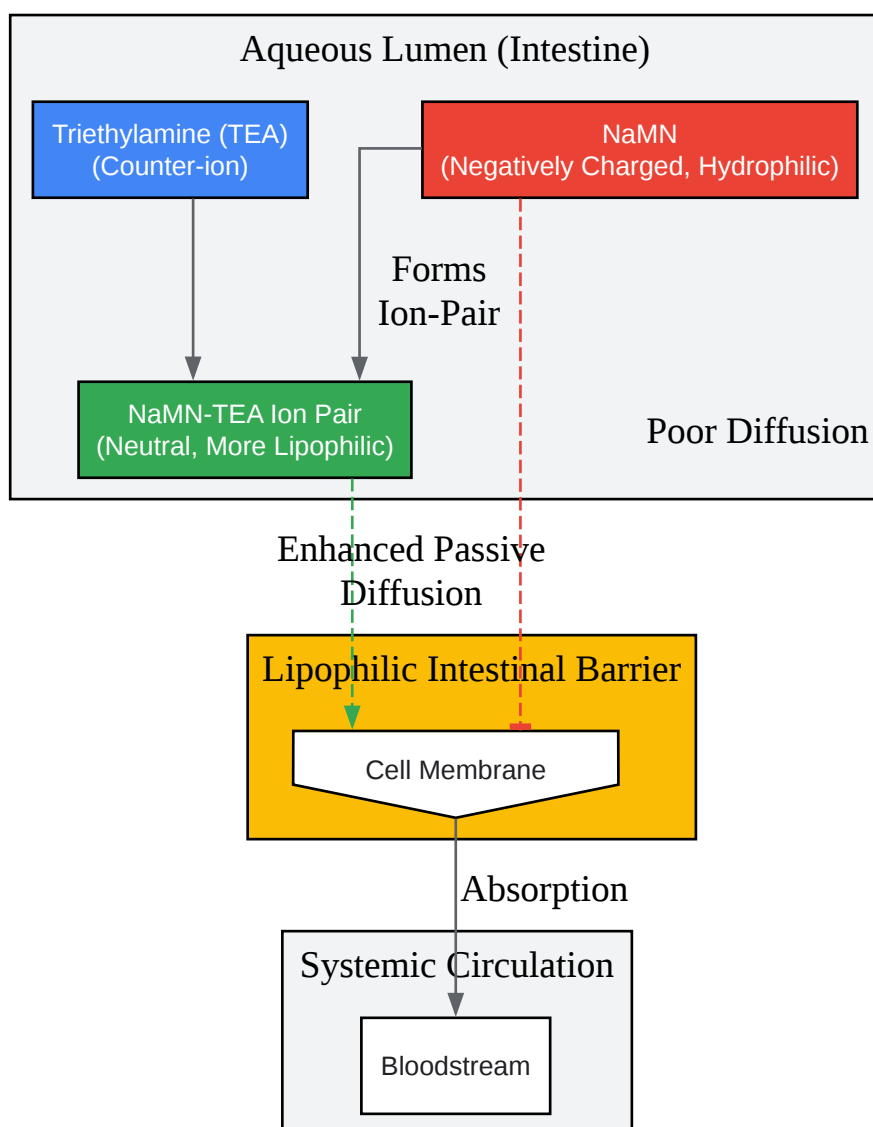 Aqueous Lumen (Intestine)
Triethylamine (TEA)
(Counter-ion)
NaMN
(Negatively Charged, Hydrophilic)
Forms
Ion-Pair
NaMN-TEA Ion Pair
(Neutral, More Lipophilic)
Poor Diffusion
Enhanced Passive
Diffusion
Lipophilic Intestinal Barrier
Cell Membrane
Absorption
Systemic Circulation
Bloodstream